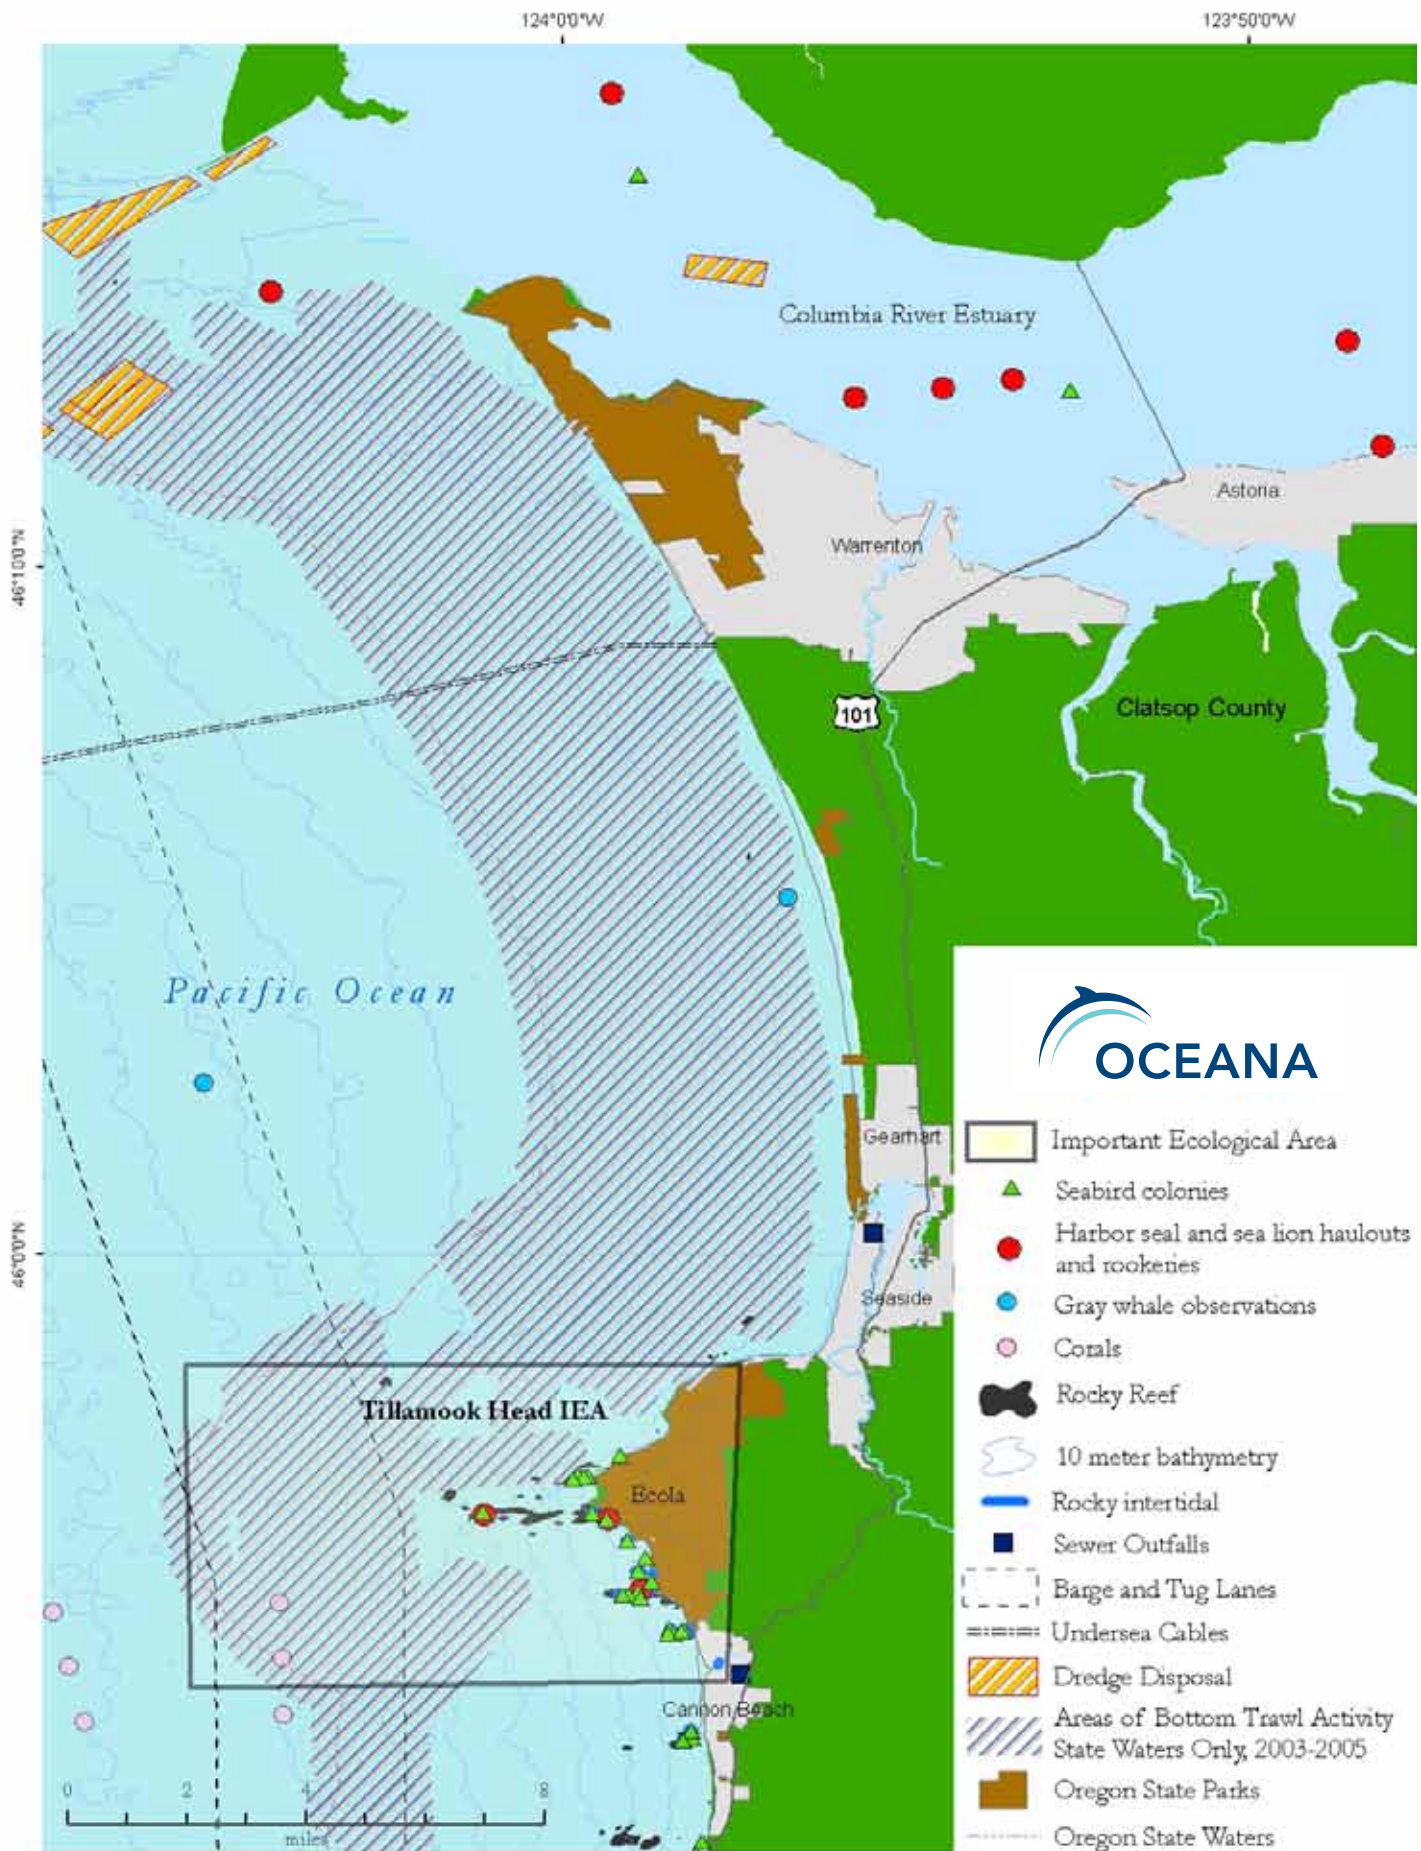 124°0'0"W
123°50'0"W
Columbia River Estuary
Astoria
Warrenton
46°10'0"N
101
Clatsop County
Pacific Ocean
OCEANA
Gearhart
Important Ecological Area
Seabird colonies
46°0'0"N
Harbor seal and sea lion haulouts
and rookeries
Seaside
Gray whale observations
Corals
Tillamook Head IEA
Rocky Reef
10 meter bathymetry
Ecola
Rocky intertidal
Sewer Outfalls
Barge and Tug Lanes
Undersea Cables
Dredge Disposal
Cannon Beach
Areas of Bottom Trawl Activity
State Waters Only, 2003-2005
0 2 4 8
Oregon State Parks
miles
Oregon State Waters